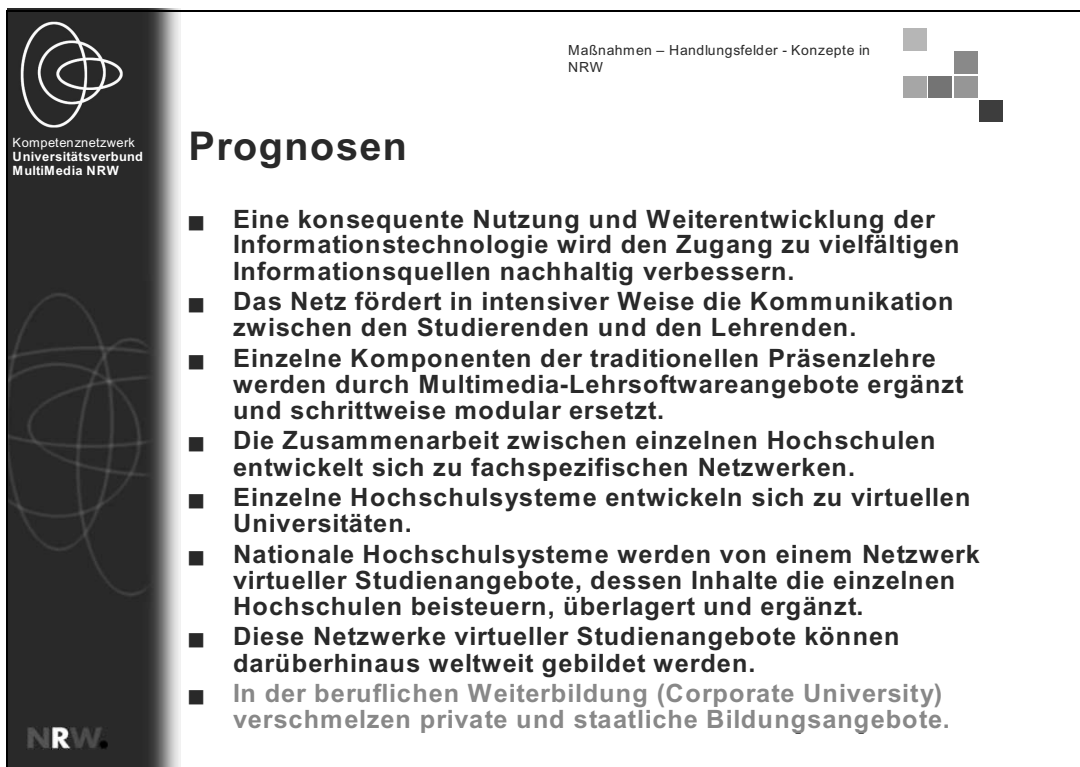 Maßnahmen – Handlungsfelder - Konzepte in
NRW
Kompetenznetzwerk
Universitätsverbund
MultiMedia NRW
Prognosen
■ Eine konsequente Nutzung und Weiterentwicklung der
Informationstechnologie wird den Zugang zu vielfältigen
Informationsquellen nachhaltig verbessern.
■ Das Netz fördert in intensiver Weise die Kommunikation
zwischen den Studierenden und den Lehrenden.
■ Einzelne Komponenten der traditionellen Präsenzlehre
werden durch Multimedia-Lehrsoftwareangebote ergänzt
und schrittweise modular ersetzt.
■ Die Zusammenarbeit zwischen einzelnen Hochschulen
entwickelt sich zu fachspezifischen Netzwerken.
■ Einzelne Hochschulsysteme entwickeln sich zu virtuellen
Universitäten.
■ Nationale Hochschulsysteme werden von einem Netzwerk
virtueller Studienangebote, dessen Inhalte die einzelnen
Hochschulen beisteuern, überlagert und ergänzt.
■ Diese Netzwerke virtueller Studienangebote können
darüberhinaus weltweit gebildet werden.
■ In der beruflichen Weiterbildung (Corporate University)
verschmelzen private und staatliche Bildungsangebote.
NRW.